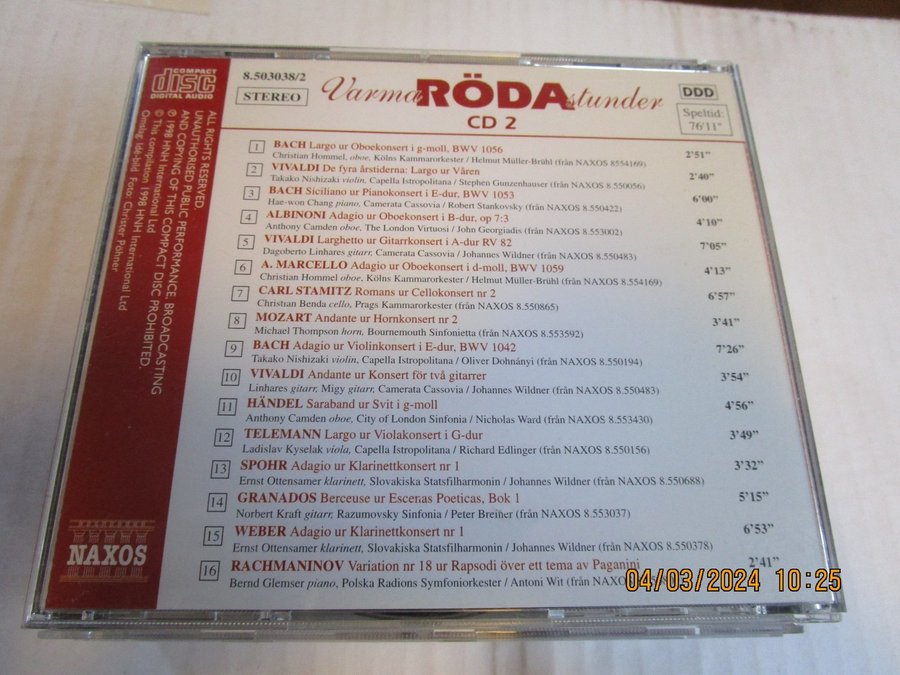 COMPACT
disc
DIGITAL AUDIO
8.503038/2
STEREO
Varma RÖDA stunder
CD 2
DDD
Speltid:
76'11"
1 BACH Largo ur Oboekonsert i g-moll, BWV 1056 2'51"
Christian Hommel, oboe, Kölns Kammarorkester / Helmut Müller-Brühl (från NAXOS 8554169)
2 VIVALDI De fyra årstiderna: Largo ur Våren 2'40"
Takako Nishizaki violin, Capella Istropolitana / Stephen Gunzenhauser (från NAXOS 8.550056)
3 BACH Siciliano ur Pianokonsert i E-dur, BWV 1053 6'00"
Hae-won Chang piano, Camerata Cassovia / Robert Stankovsky (från NAXOS 8.550422)
4 ALBINONI Adagio ur Oboekonsert i B-dur, op 7:3 4'10"
Anthony Camden oboe, The London Virtuosi / John Georgiadis (från NAXOS 8.553002)
5 VIVALDI Larghetto ur Gitarrkonsert i A-dur RV 82 7'05"
Dagoberto Linhares gitarr, Camerata Cassovia / Johannes Wildner (från NAXOS 8.550483)
6 A. MARCELLO Adagio ur Oboekonsert i d-moll, BWV 1059 4'13"
Christian Hommel oboe, Kölns Kammarorkester / Helmut Müller-Brühl (från NAXOS 8.554169)
7 CARL STAMITZ Romans ur Cellokonsert nr 2 6'57"
Christian Benda cello, Prags Kammarorkester (från NAXOS 8.550865)
8 MOZART Andante ur Hornkonsert nr 2 3'41"
Michael Thompson horn, Bournemouth Sinfonietta (från NAXOS 8.553592)
9 BACH Adagio ur Violinkonsert i E-dur, BWV 1042 7'26"
Takako Nishizaki violin, Capella Istropolitana / Oliver Dohnányi (från NAXOS 8.550194)
10 VIVALDI Andante ur Konsert för två gitarrer 3'54"
Linhares gitarr, Migy gitarr, Camerata Cassovia / Johannes Wildner (från NAXOS 8.550483)
11 HÄNDEL Saraband ur Svit i g-moll 4'56"
Anthony Camden oboe, City of London Sinfonia / Nicholas Ward (från NAXOS 8.553430)
12 TELEMANN Largo ur Violakonsert i G-dur 3'49"
Ladislav Kyselak viola, Capella Istropolitana / Richard Edlinger (från NAXOS 8.550156)
13 SPOHR Adagio ur Klarinettkonsert nr 1 3'32"
Ernst Ottensamer klarinett, Slovakiska Statsfilharmonin / Johannes Wildner (från NAXOS 8.550688)
14 GRANADOS Berceuse ur Escenas Poeticas, Bok 1 5'15"
Norbert Kraft gitarr, Razumovsky Sinfonia / Peter Breiner (från NAXOS 8.553037)
15 WEBER Adagio ur Klarinettkonsert nr 1 6'53"
Ernst Ottensamer klarinett, Slovakiska Statsfilharmonin / Johannes Wildner (från NAXOS 8.550378)
16 RACHMANINOV Variation nr 18 ur Rapsodi över ett tema av Paganini 2'41"
Bernd Glemser piano, Polska Radions Symfoniorkester / Antoni Wit (från NAXOS
ALL RIGHTS RESERVED.
UNAUTHORISED PUBLIC PERFORMANCE, BROADCASTING
AND COPYING OF THIS COMPACT DISC PROHIBITED.
℗ 1998 HNH International Ltd
© This compilation 1998 HNH International Ltd
Omslag: Idé-bild Foto: Christer Pöhner
NAXOS
04/03/2024 10:25